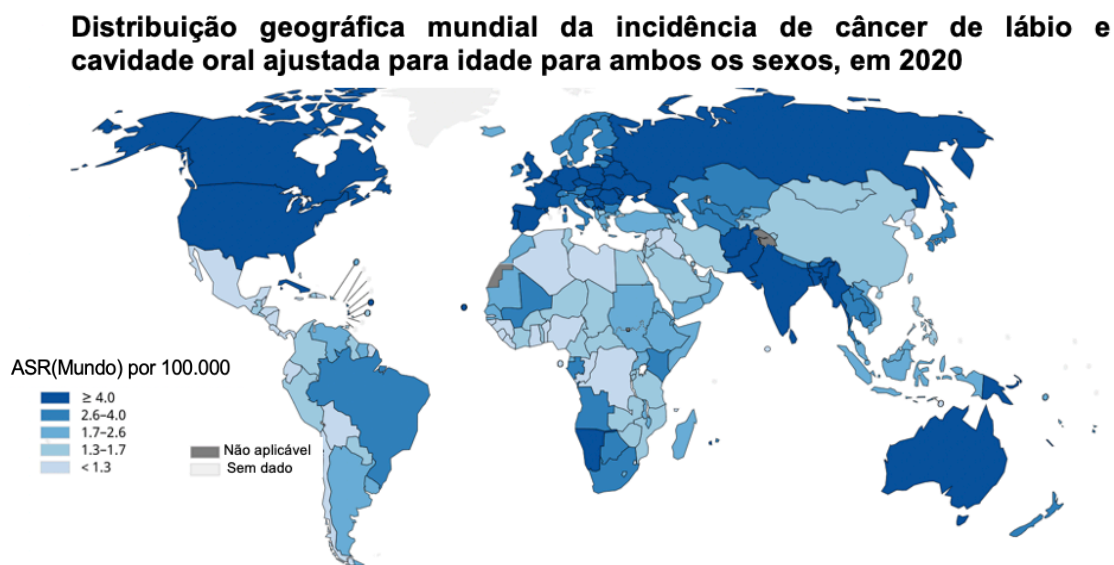 Distribuição geográfica mundial da incidência de câncer de lábio e
cavidade oral ajustada para idade para ambos os sexos, em 2020
ASR(Mundo) por 100.000
≥ 4.0
2.6–4.0
1.7–2.6
1.3–1.7
< 1.3
Não aplicável
Sem dado